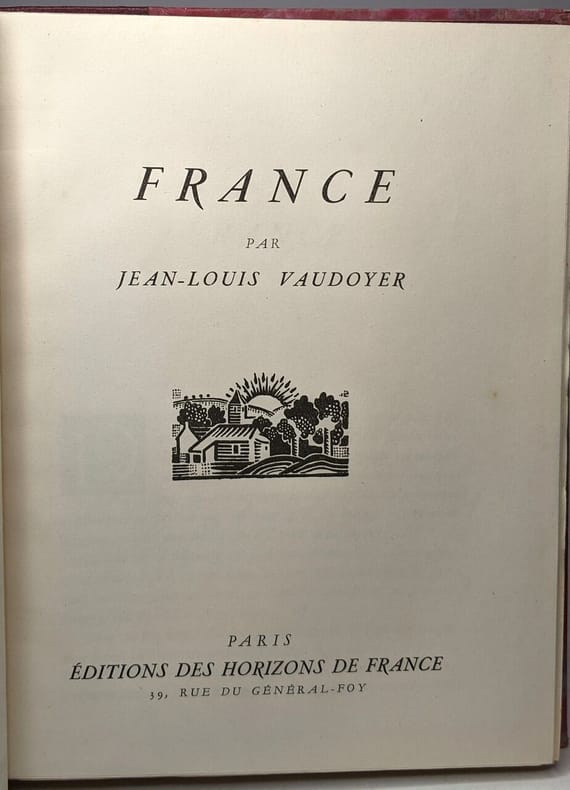 FRANCE
PAR
JEAN-LOUIS VAUDOYER
PARIS
ÉDITIONS DES HORIZONS DE FRANCE
39, RUE DU GÉNÉRAL-FOY